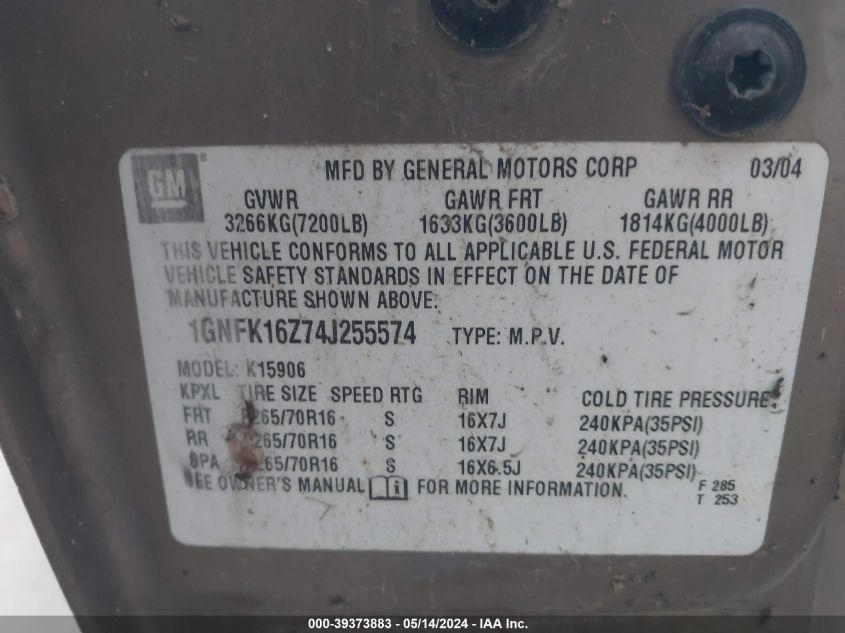 GM ®
MFD BY GENERAL MOTORS CORP 03/04
GVWR GAWR FRT GAWR RR
3266KG(7200LB) 1633KG(3600LB) 1814KG(4000LB)
THIS VEHICLE CONFORMS TO ALL APPLICABLE U.S. FEDERAL MOTOR
VEHICLE SAFETY STANDARDS IN EFFECT ON THE DATE OF
MANUFACTURE SHOWN ABOVE.
1GNFK16Z74J255574 TYPE: M.P.V.
MODEL: K15906
KPXL TIRE SIZE SPEED RTG RIM COLD TIRE PRESSURE
FRT P265/70R16 S 16X7J 240KPA(35PSI)
RR P265/70R16 S 16X7J 240KPA(35PSI)
SPA P265/70R16 S 16X6.5J 240KPA(35PSI)
SEE OWNER'S MANUAL i FOR MORE INFORMATION.
F 285
T 253
000-39373883 / 05/14/2024 - IAA Inc.